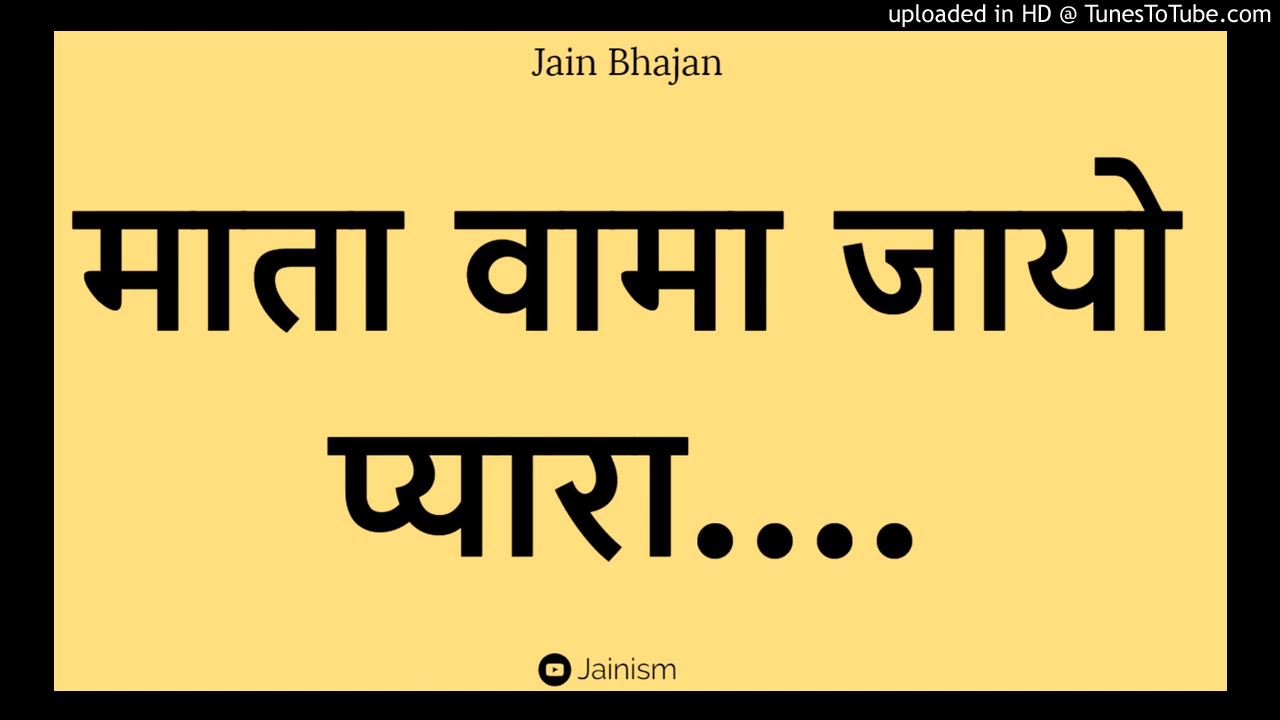 uploaded in HD @ TunesToTube.com
Jain Bhajan
माता वामा जायो
प्यारा....
Jainism